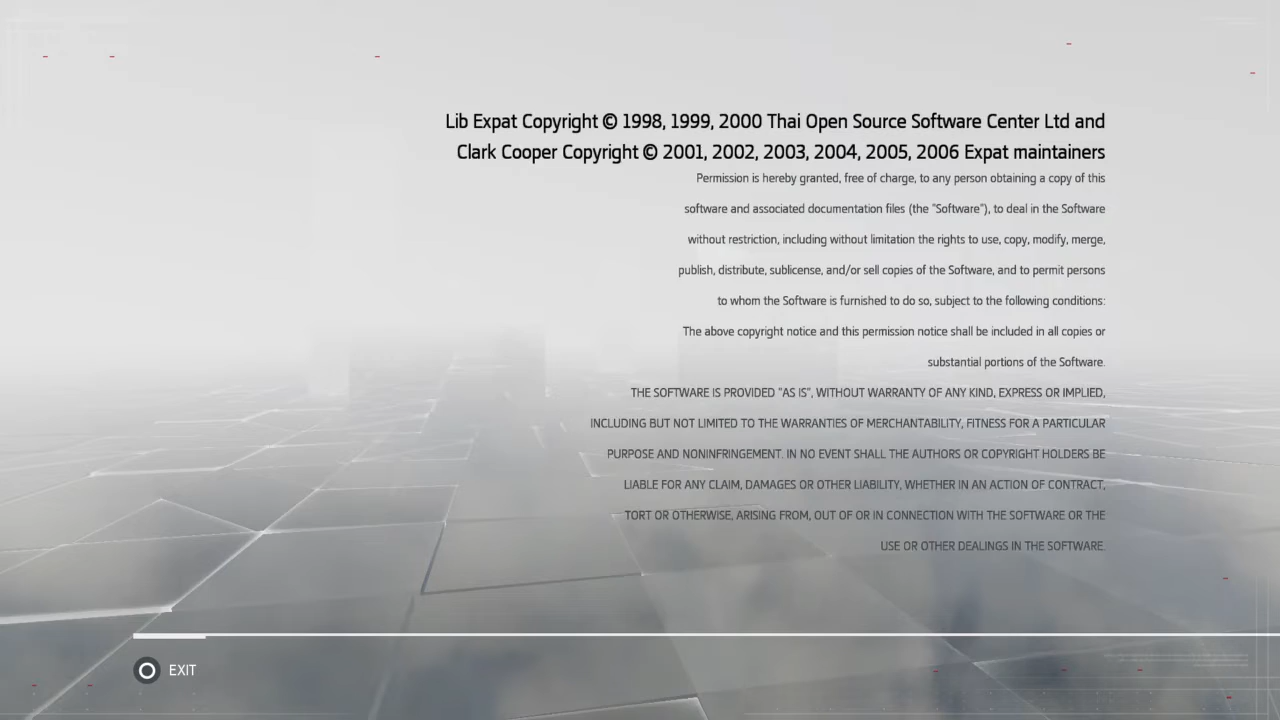 Lib Expat Copyright © 1998, 1999, 2000 Thai Open Source Software Center Ltd and
Clark Cooper Copyright © 2001, 2002, 2003, 2004, 2005, 2006 Expat maintainers
Permission is hereby granted, free of charge, to any person obtaining a copy of this
software and associated documentation files (the "Software"), to deal in the Software
without restriction, including without limitation the rights to use, copy, modify, merge,
publish, distribute, sublicense, and/or sell copies of the Software, and to permit persons
to whom the Software is furnished to do so, subject to the following conditions:
The above copyright notice and this permission notice shall be included in all copies or
substantial portions of the Software.
THE SOFTWARE IS PROVIDED "AS IS", WITHOUT WARRANTY OF ANY KIND, EXPRESS OR IMPLIED,
INCLUDING BUT NOT LIMITED TO THE WARRANTIES OF MERCHANTABILITY, FITNESS FOR A PARTICULAR
PURPOSE AND NONINFRINGEMENT. IN NO EVENT SHALL THE AUTHORS OR COPYRIGHT HOLDERS BE
LIABLE FOR ANY CLAIM, DAMAGES OR OTHER LIABILITY, WHETHER IN AN ACTION OF CONTRACT,
TORT OR OTHERWISE, ARISING FROM, OUT OF OR IN CONNECTION WITH THE SOFTWARE OR THE
USE OR OTHER DEALINGS IN THE SOFTWARE.
EXIT